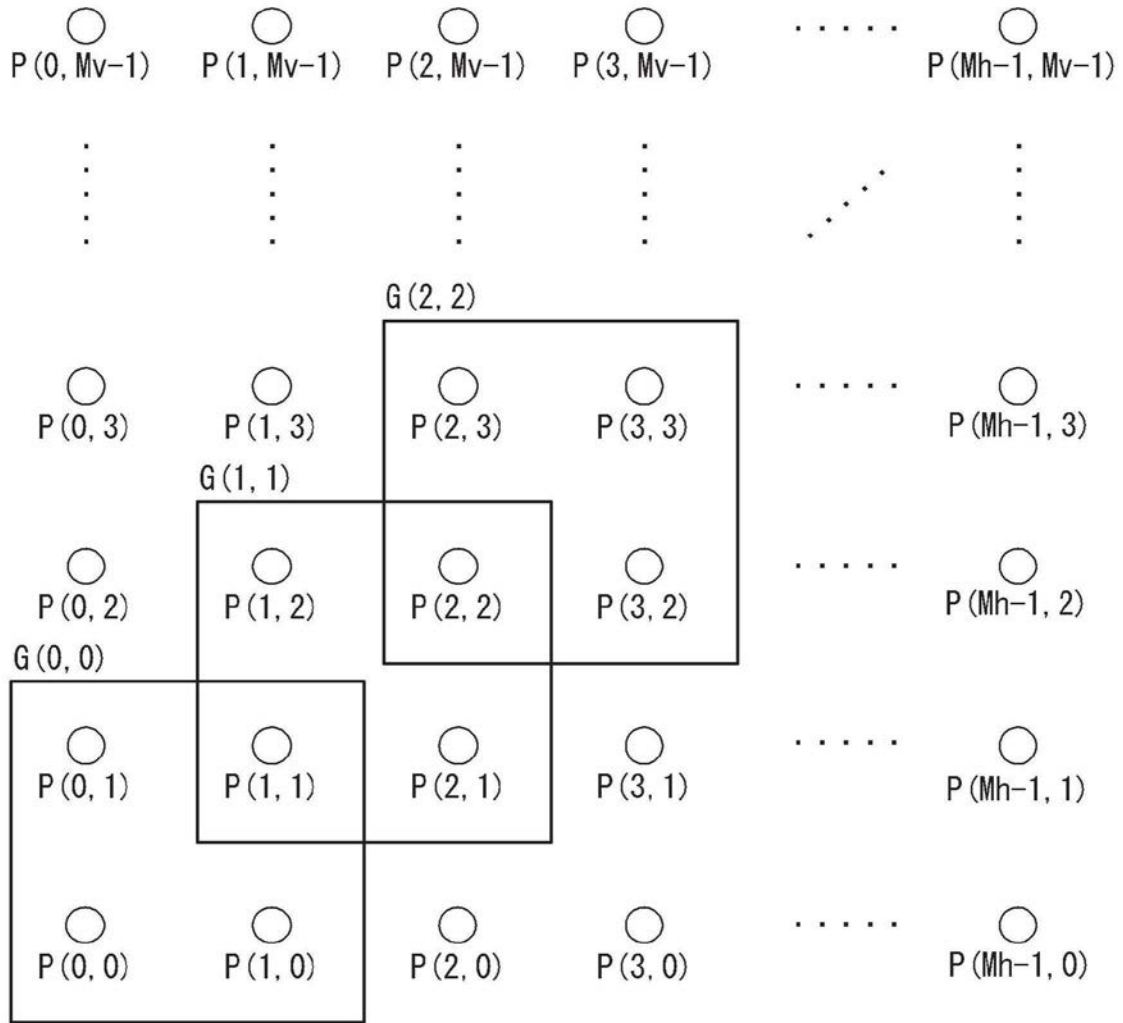 P(0, Mv−1) P(1, Mv−1) P(2, Mv−1) P(3, Mv−1) P(Mh−1, Mv−1)
G(2, 2)
P(0, 3) P(1, 3) P(2, 3) P(3, 3) P(Mh−1, 3)
G(1, 1)
P(0, 2) P(1, 2) P(2, 2) P(3, 2) P(Mh−1, 2)
G(0, 0)
P(0, 1) P(1, 1) P(2, 1) P(3, 1) P(Mh−1, 1)
P(0, 0) P(1, 0) P(2, 0) P(3, 0) P(Mh−1, 0)